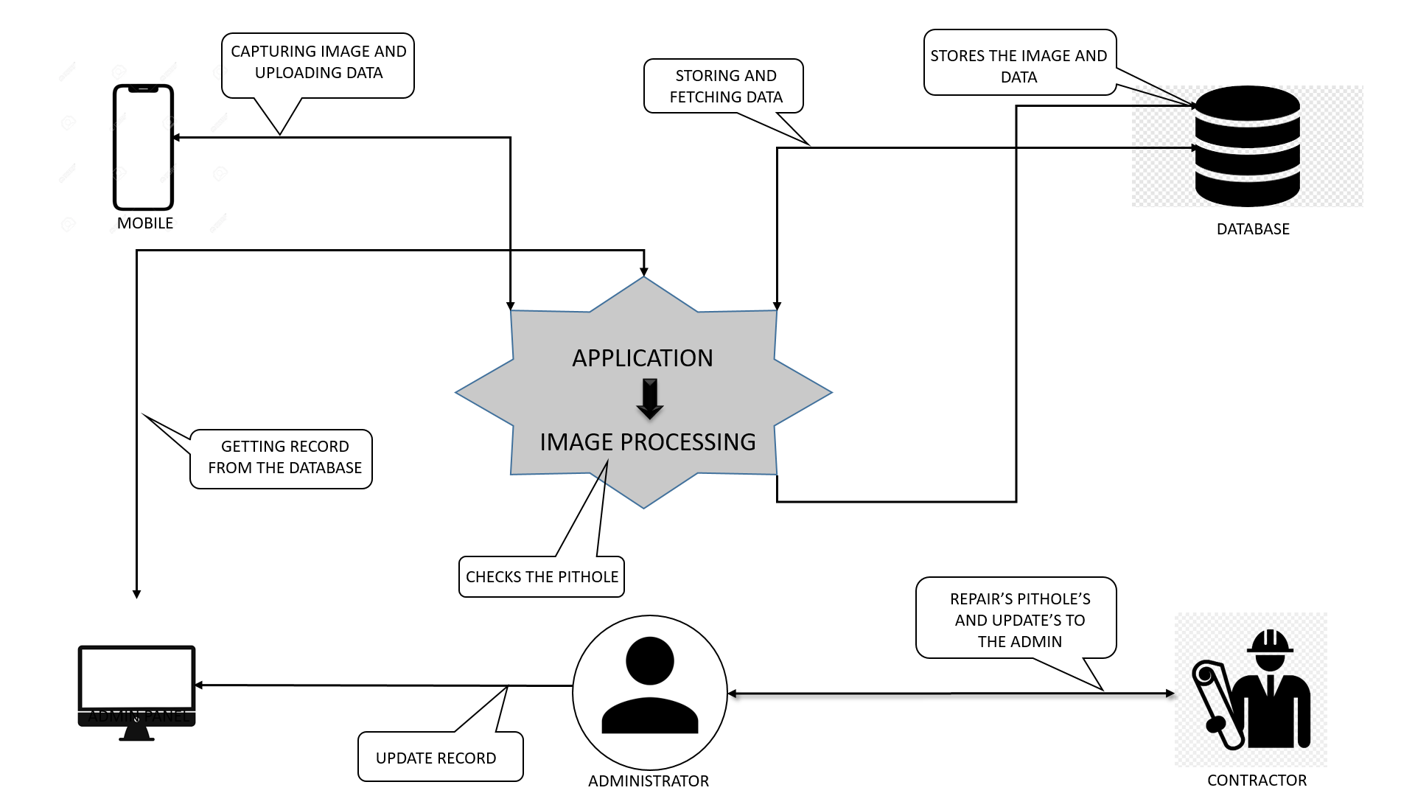 CAPTURING IMAGE AND
UPLOADING DATA
STORING AND
FETCHING DATA
STORES THE IMAGE AND
DATA
MOBILE
DATABASE
APPLICATION
IMAGE PROCESSING
GETTING RECORD
FROM THE DATABASE
CHECKS THE PITHOLE
REPAIR'S PITHOLE'S
AND UPDATE'S TO
THE ADMIN
ADMIN PANEL
UPDATE RECORD
ADMINISTRATOR
CONTRACTOR